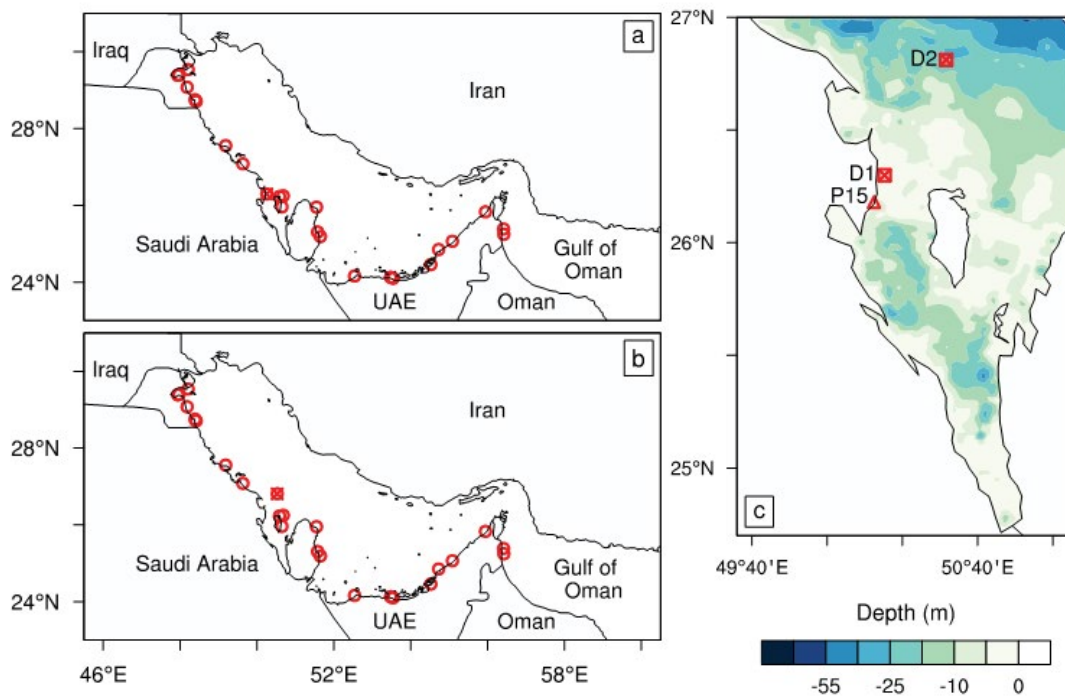 a
Iraq
Iran
28°N
Saudi Arabia
Gulf of
Oman
24°N
UAE
Oman
b
Iraq
Iran
28°N
Saudi Arabia
Gulf of
Oman
24°N
UAE
Oman
46°E
52°E
58°E
27°N
D2
D1
P15
26°N
25°N
c
49°40'E
50°40'E
Depth (m)
-55
-25
-10
0